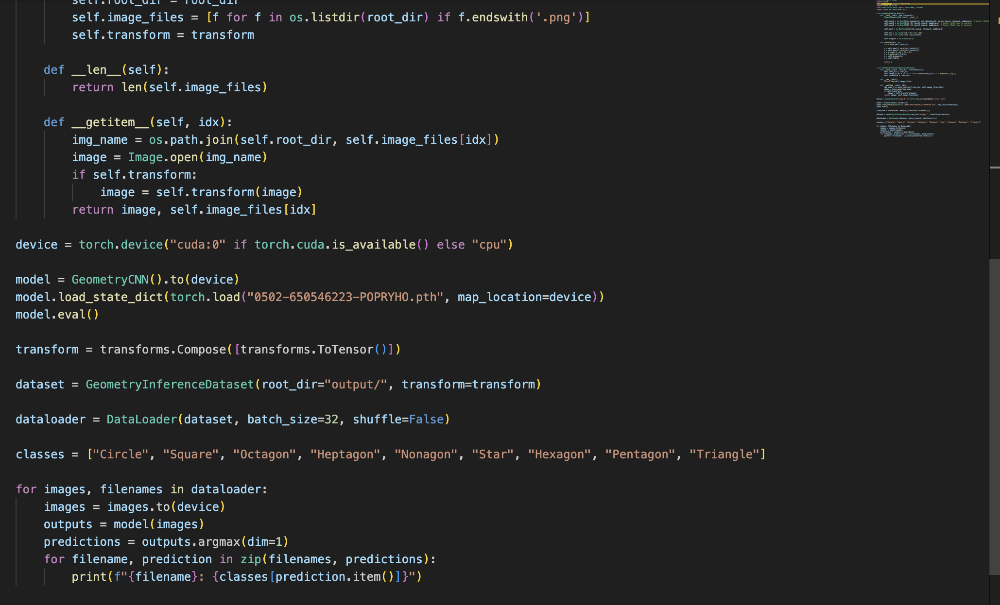 self.root_dir = root_dir
self.image_files = [f for f in os.listdir(root_dir) if f.endswith('.png')]
self.transform = transform
def __len__(self):
return len(self.image_files)
def __getitem__(self, idx):
img_name = os.path.join(self.root_dir, self.image_files[idx])
image = Image.open(img_name)
if self.transform:
image = self.transform(image)
return image, self.image_files[idx]
device = torch.device("cuda:0" if torch.cuda.is_available() else "cpu")
model = GeometryCNN().to(device)
model.load_state_dict(torch.load("0502-650546223-POPRYHO.pth", map_location=device))
model.eval()
transform = transforms.Compose([transforms.ToTensor()])
dataset = GeometryInferenceDataset(root_dir="output/", transform=transform)
dataloader = DataLoader(dataset, batch_size=32, shuffle=False)
classes = ["Circle", "Square", "Octagon", "Heptagon", "Nonagon", "Star", "Hexagon", "Pentagon", "Triangle"]
for images, filenames in dataloader:
images = images.to(device)
outputs = model(images)
predictions = outputs.argmax(dim=1)
for filename, prediction in zip(filenames, predictions):
print(f"{filename}: {classes[prediction.item()]}")